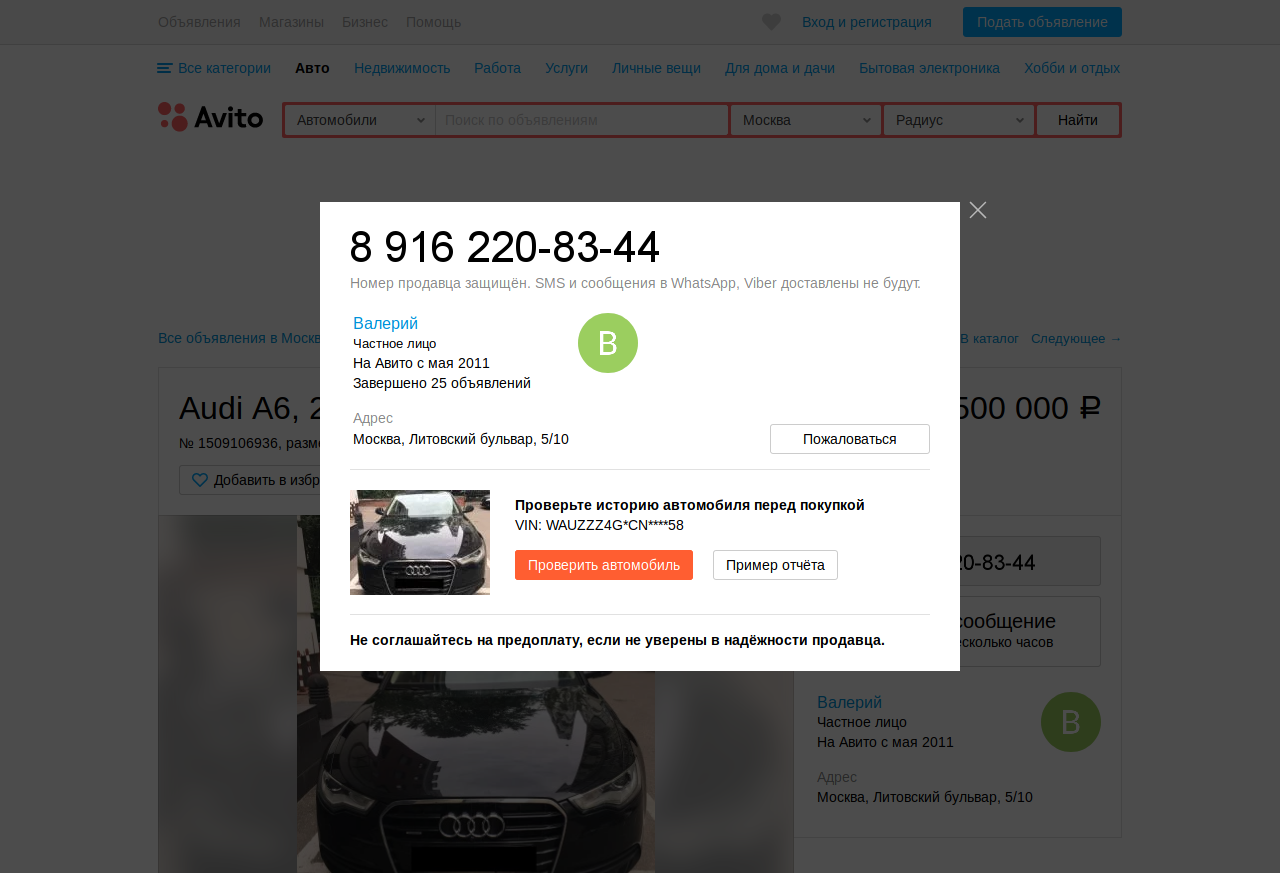 Объявления Магазины Бизнес Помощь Вход и регистрация Подать объявление
Все категории Авто Недвижимость Работа Услуги Личные вещи Для дома и дачи Бытовая электроника Хобби и отдых
Avito Автомобили Поиск по объявлениям Москва Радиус Найти
8 916 220-83-44
Номер продавца защищён. SMS и сообщения в WhatsApp, Viber доставлены не будут.
Валерий
В
Частное лицо
На Авито с мая 2011
Завершено 25 объявлений
Адрес
Москва, Литовский бульвар, 5/10
Пожаловаться
Проверьте историю автомобиля перед покупкой
VIN: WAUZZZ4G*CN****58
Проверить автомобиль Пример отчёта
Не соглашайтесь на предоплату, если не уверены в надёжности продавца.
Все объявления в В каталог Следующее →
Audi A6, 500 000 ₽
№ 1509106936,
Добавить в
20-83-44
сообщение
часов
Валерий
В
Частное лицо
На Авито с мая 2011
Адрес
Москва, Литовский бульвар, 5/10